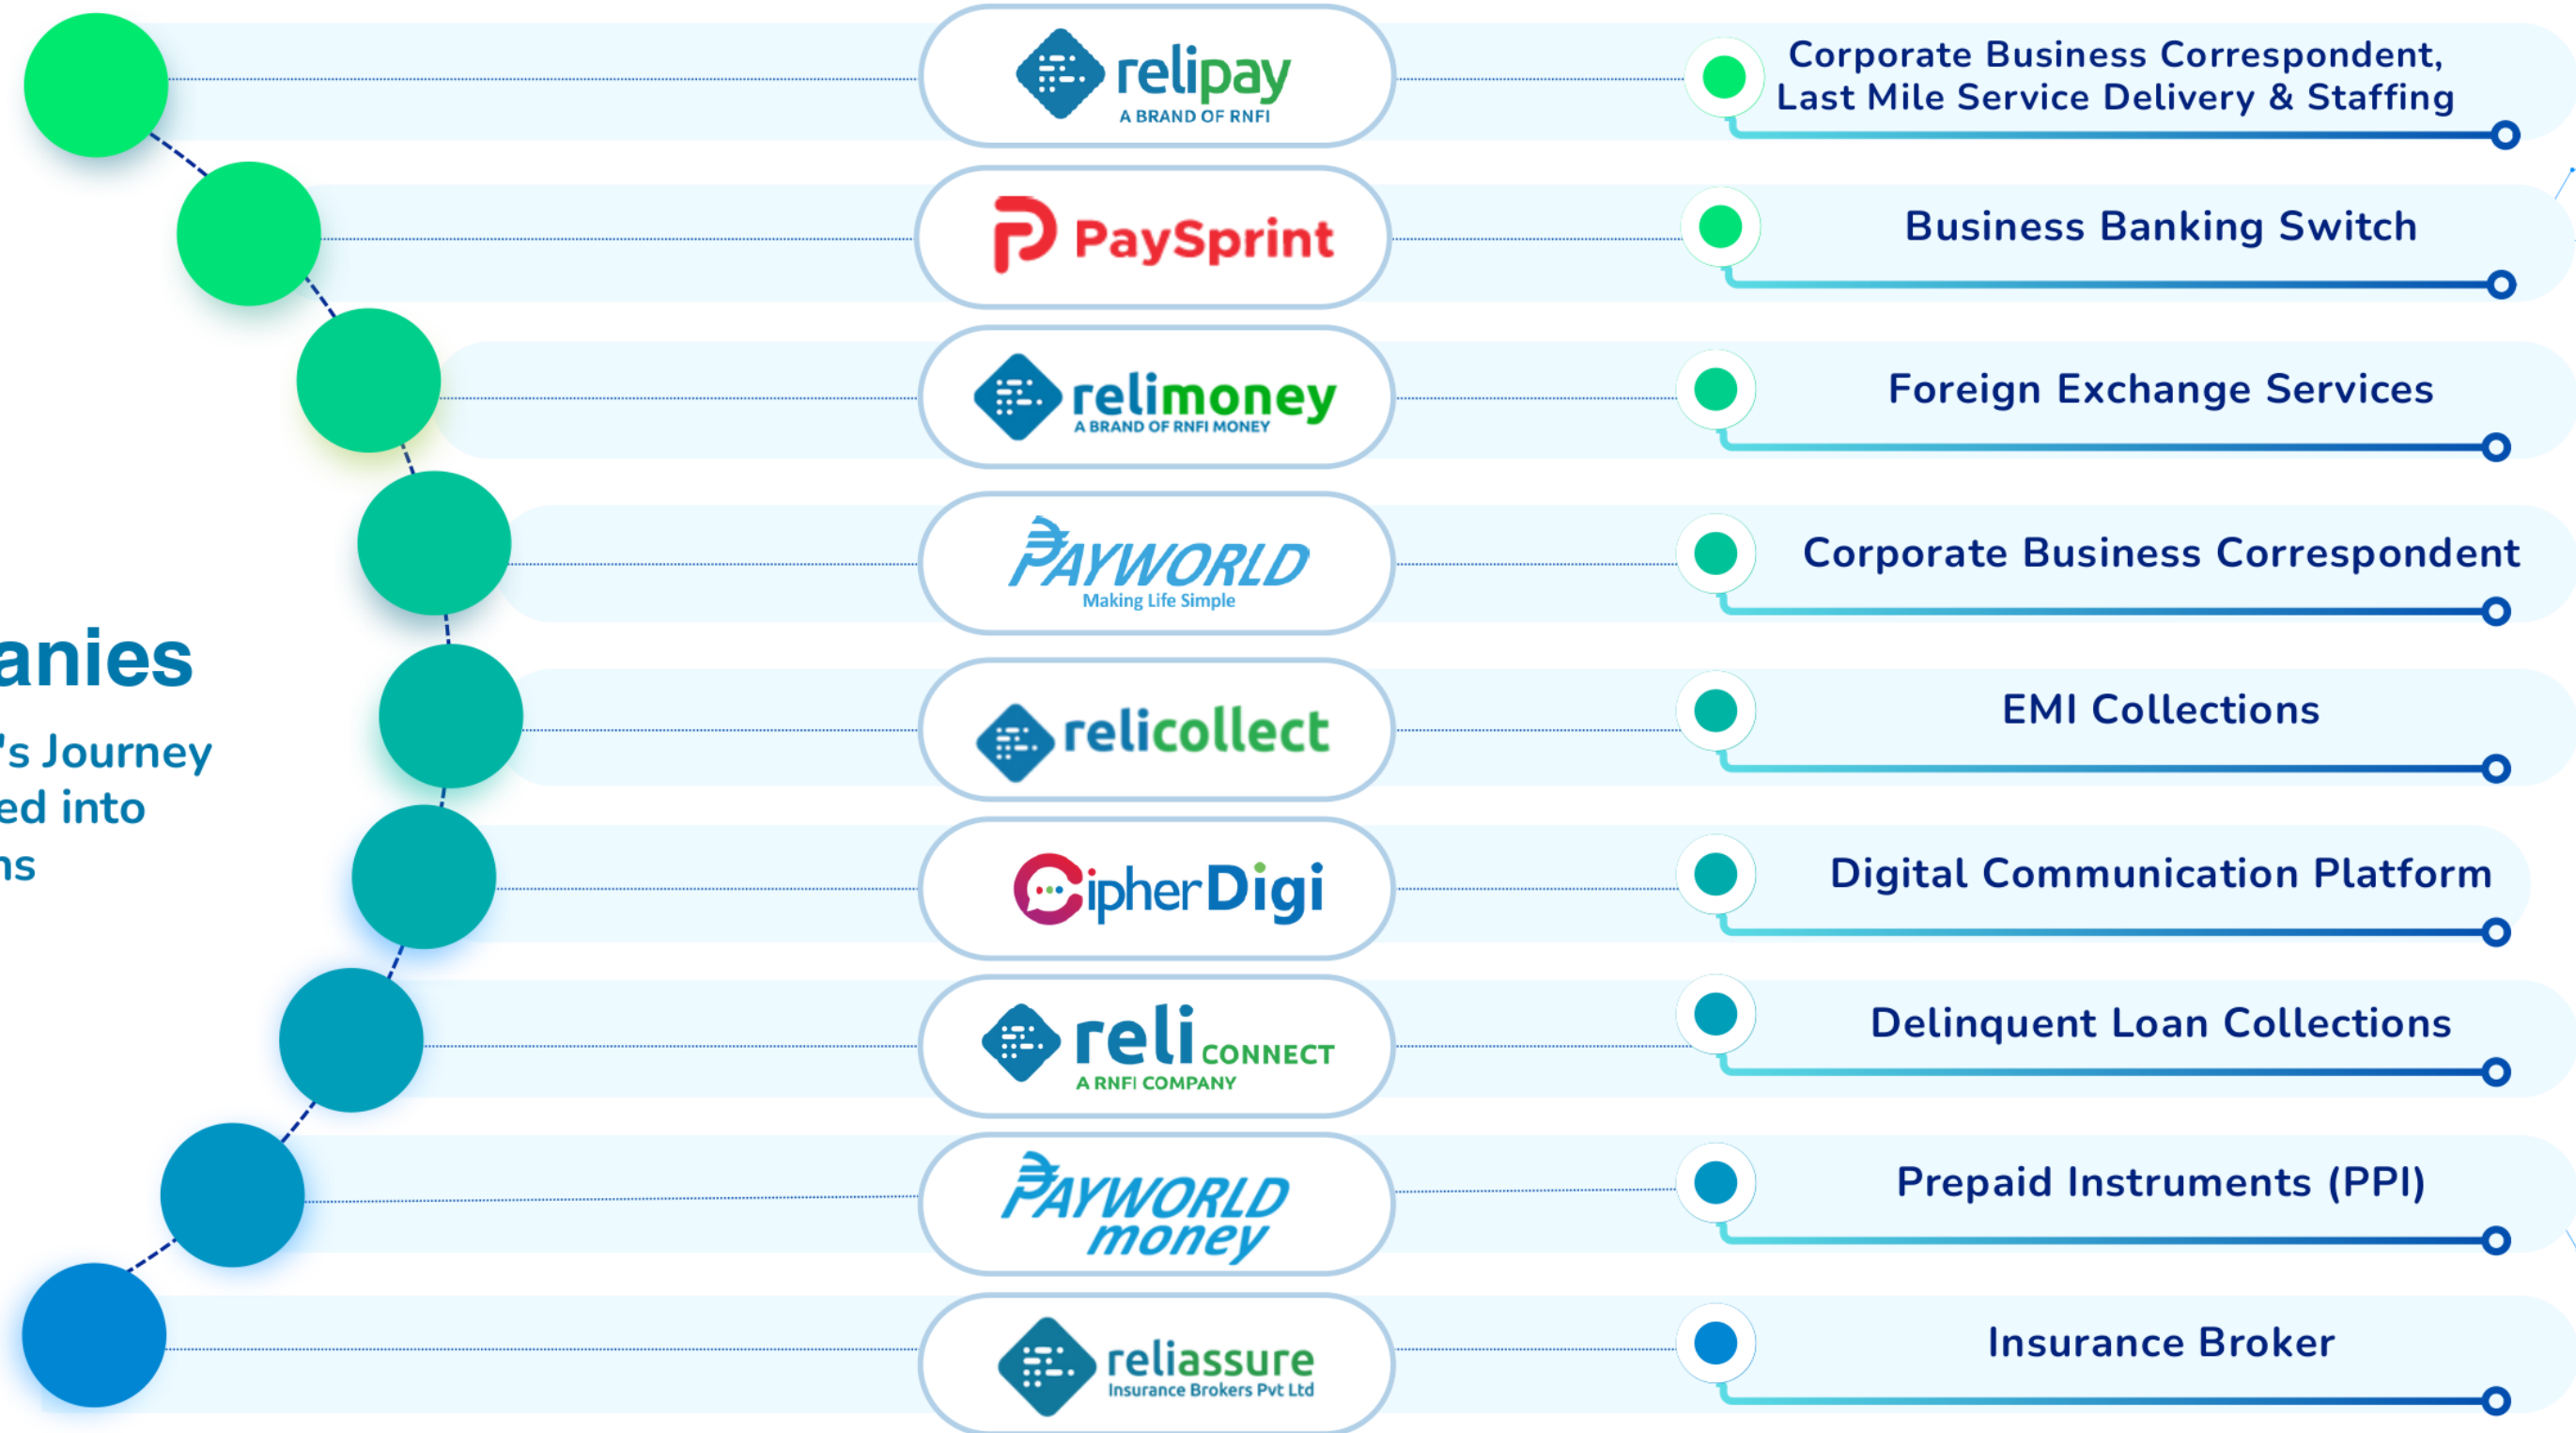 relipay
A BRAND OF RNFI
Corporate Business Correspondent,
Last Mile Service Delivery & Staffing
PaySprint
Business Banking Switch
relimoney
A BRAND OF RNFI MONEY
Foreign Exchange Services
PAYWORLD
Making Life Simple
Corporate Business Correspondent
anies
's Journey
ed into
ns
relicollect
EMI Collections
CipherDigi
Digital Communication Platform
reli CONNECT
A RNFI COMPANY
Delinquent Loan Collections
PAYWORLD
money
Prepaid Instruments (PPI)
reliassure
Insurance Brokers Pvt Ltd
Insurance Broker